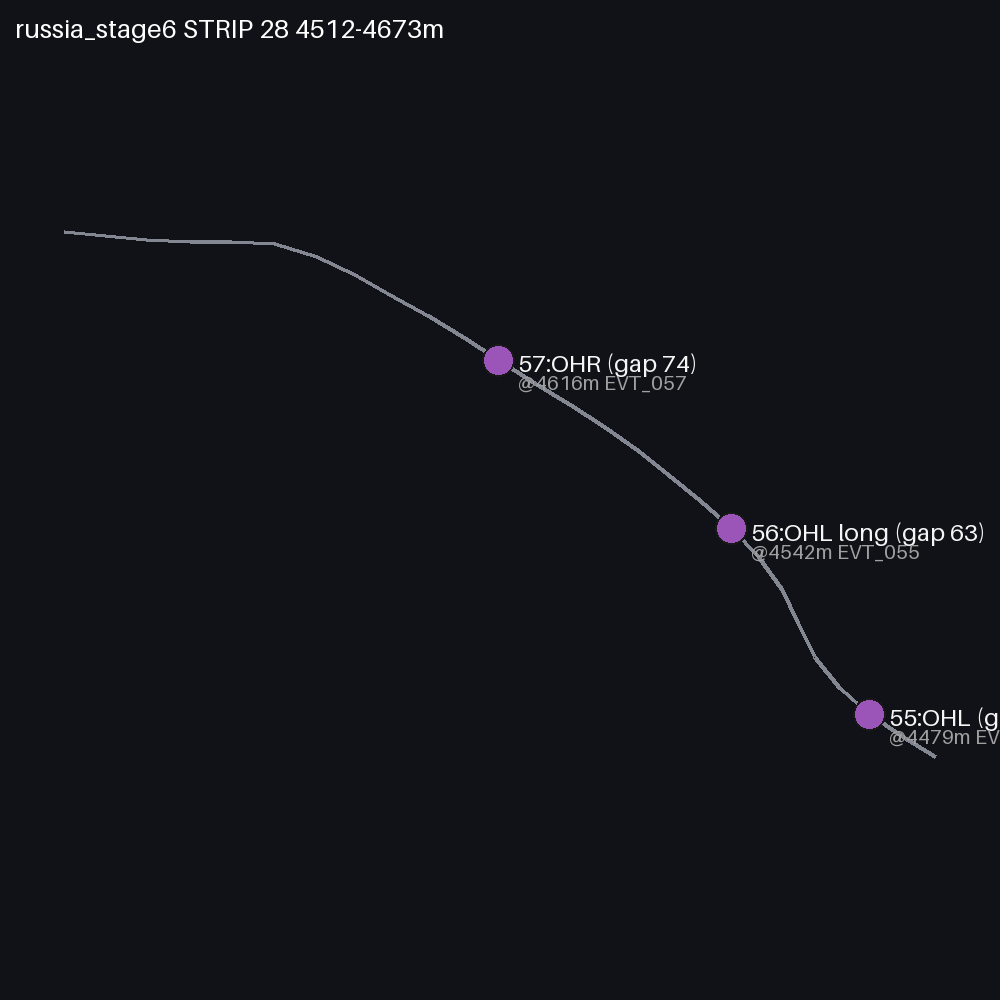 russia_stage6 STRIP 28 4512-4673m
57:OHR (gap 74)
@4616m EVT_057
56:OHL long (gap 63)
@4542m EVT_055
55:OHL (g
@4479m EV